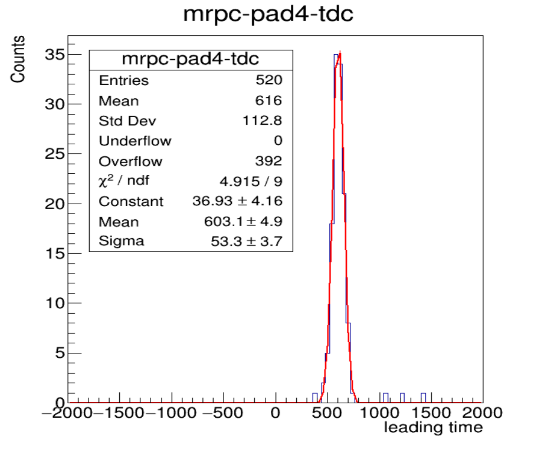 mrpc-pad4-tdc
Counts
mrpc-pad4-tdc
Entries 520
Mean 616
Std Dev 112.8
Underflow 0
Overflow 392
χ² / ndf 4.915 / 9
Constant 36.93 ± 4.16
Mean 603.1 ± 4.9
Sigma 53.3 ± 3.7
35
30
25
20
15
10
5
0
−2000 −1500 −1000 −500 0 500 1000 1500 2000
leading time